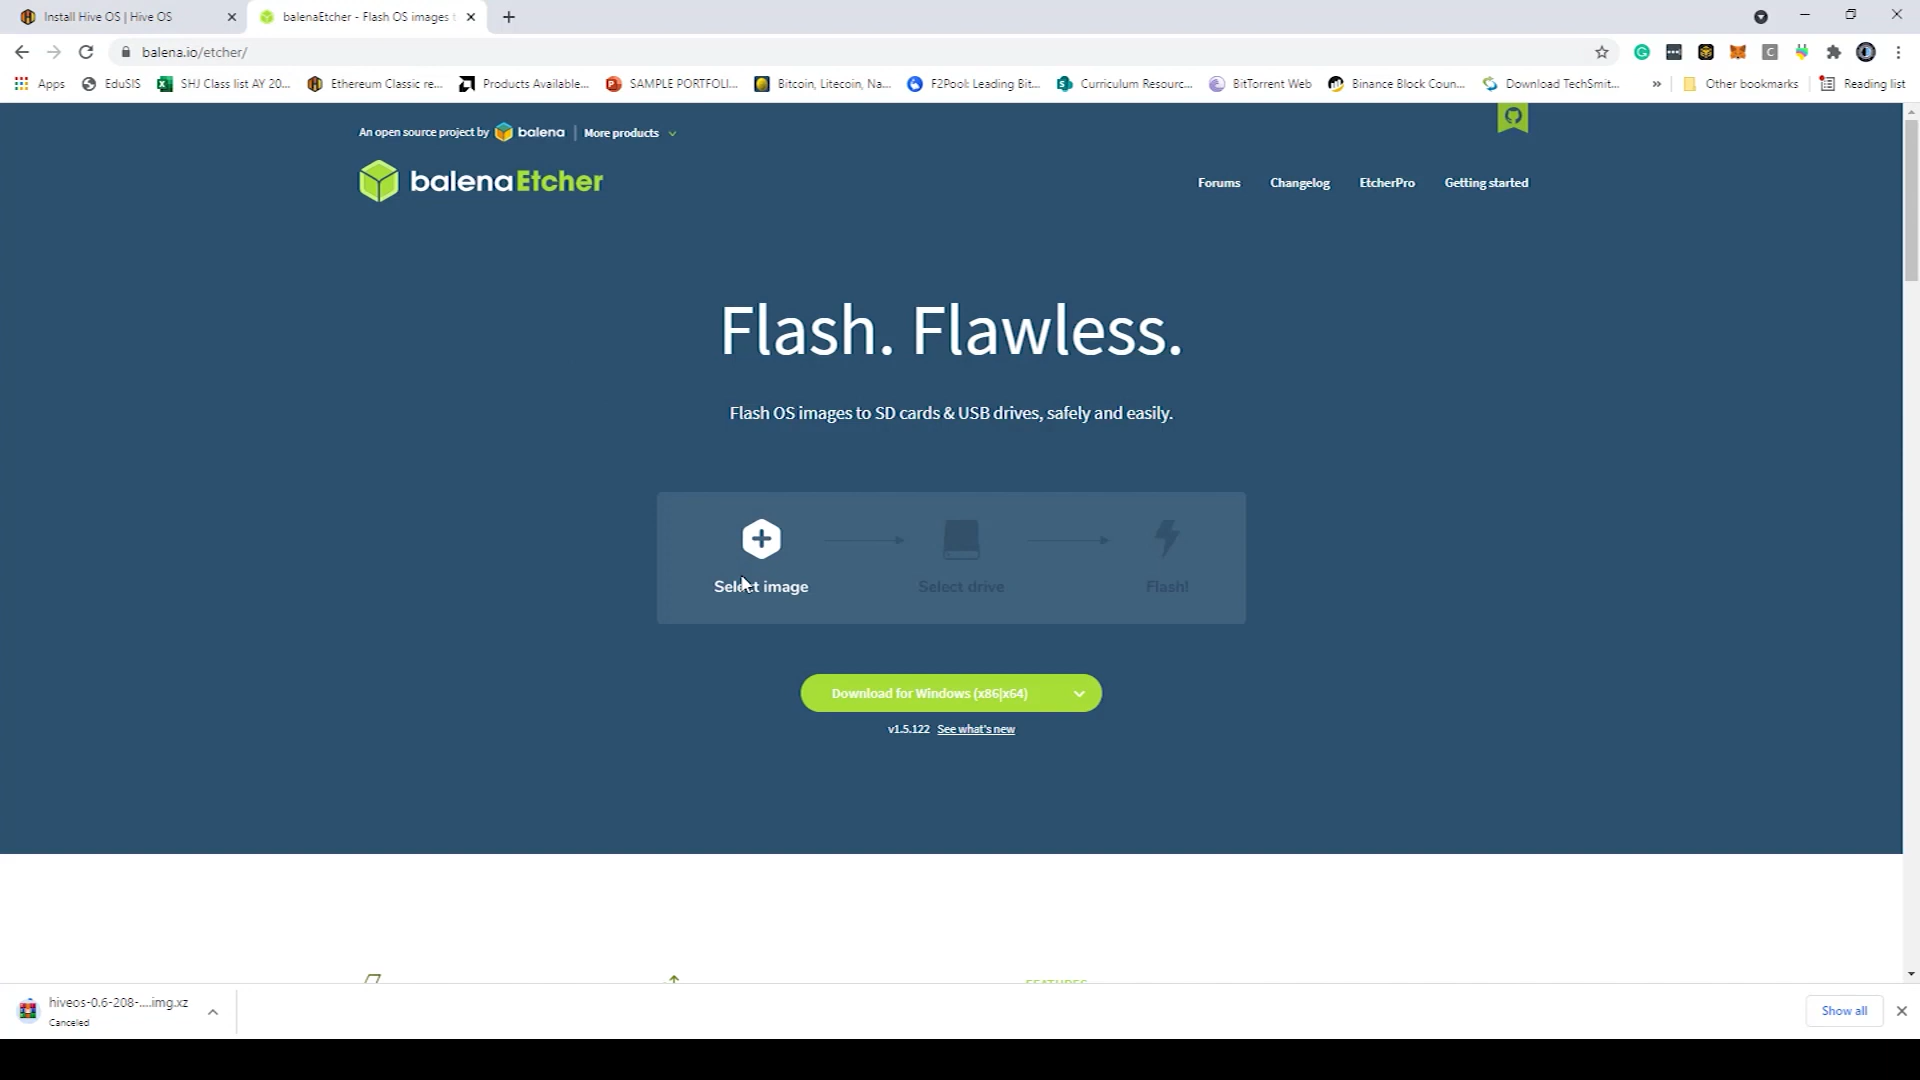 Install Hive OS | Hive OS
balenaEtcher - Flash OS images t
balena.io/etcher/
Apps
EduSIS
SHJ Class list AY 20...
Ethereum Classic re...
Products Available...
SAMPLE PORTFOLI...
Bitcoin, Litecoin, Na...
F2Pool: Leading Bit...
Curriculum Resourc...
BitTorrent Web
Binance Block Coun...
Download TechSmit...
»
Other bookmarks
Reading list
An open source project by balena | More products
balenaEtcher
Forums
Changelog
EtcherPro
Getting started
Flash. Flawless.
Flash OS images to SD cards & USB drives, safely and easily.
Select image
Select drive
Flash!
Download for Windows (x86|x64)
v1.5.122 See what's new
FEATURES
hiveos-0.6-208-....img.xz
Canceled
Show all